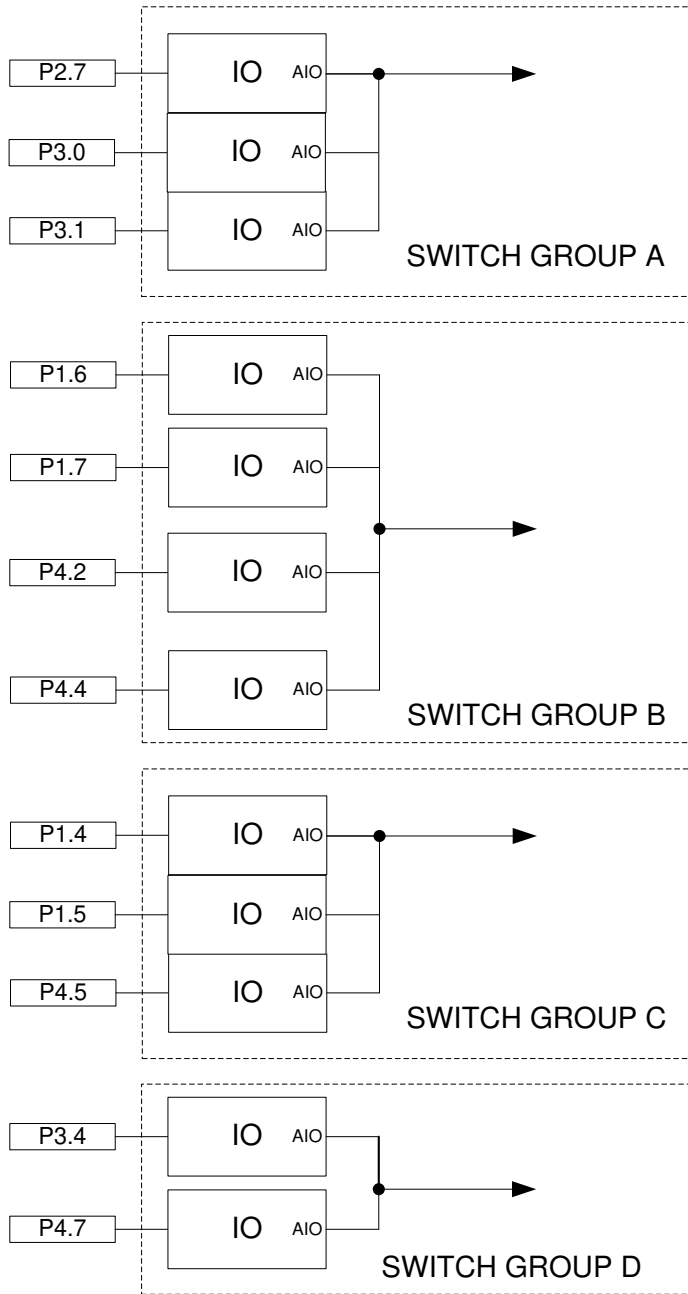 P2.7 IO AIO
P3.0 IO AIO
P3.1 IO AIO
SWITCH GROUP A
P1.6 IO AIO
P1.7 IO AIO
P4.2 IO AIO
P4.4 IO AIO
SWITCH GROUP B
P1.4 IO AIO
P1.5 IO AIO
P4.5 IO AIO
SWITCH GROUP C
P3.4 IO AIO
P4.7 IO AIO
SWITCH GROUP D